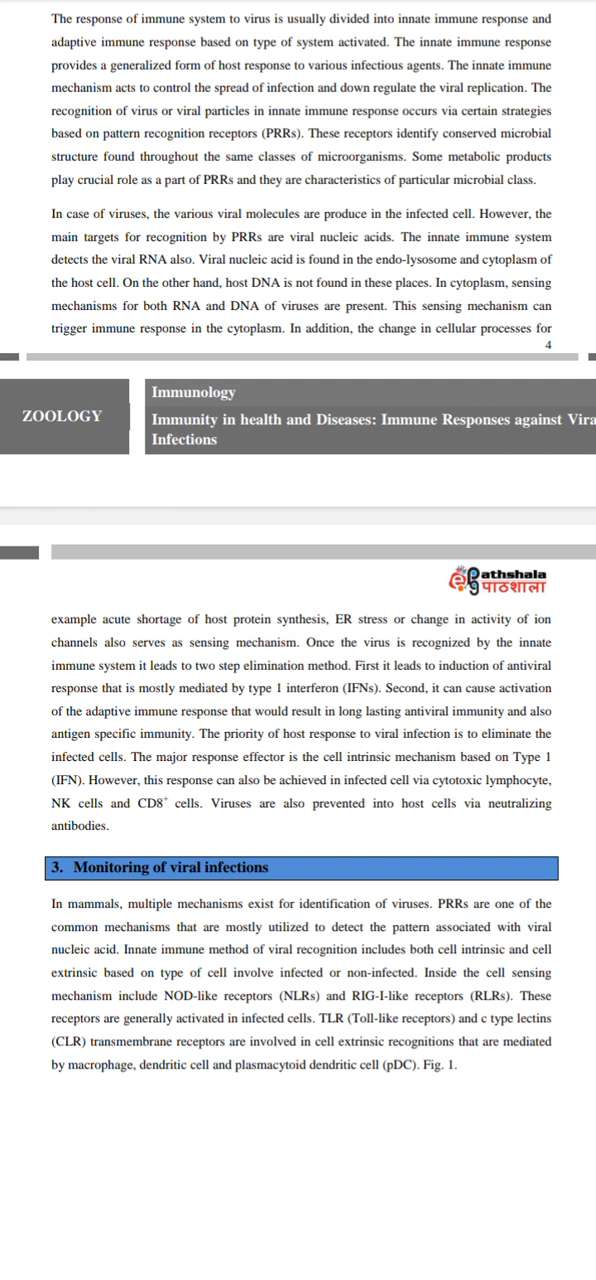 The response of immune system to virus is usually divided into innate immune response and
adaptive immune response based on type of system activated. The innate immune response
provides a generalized form of host response to various infectious agents. The innate immune
mechanism acts to control the spread of infection and down regulate the viral replication. The
recognition of virus or viral particles in innate immune response occurs via certain strategies
based on pattern recognition receptors (PRRs). These receptors identify conserved microbial
structure found throughout the same classes of microorganisms. Some metabolic products
play crucial role as a part of PRRs and they are characteristics of particular microbial class.
In case of viruses, the various viral molecules are produce in the infected cell. However, the
main targets for recognition by PRRs are viral nucleic acids. The innate immune system
detects the viral RNA also. Viral nucleic acid is found in the endo-lysosome and cytoplasm of
the host cell. On the other hand, host DNA is not found in these places. In cytoplasm, sensing
mechanisms for both RNA and DNA of viruses are present. This sensing mechanism can
trigger immune response in the cytoplasm. In addition, the change in cellular processes for
4
ZOOLOGY
Immunology
Immunity in health and Diseases: Immune Responses against Vira
Infections
ePathshala
पाठशाला
example acute shortage of host protein synthesis, ER stress or change in activity of ion
channels also serves as sensing mechanism. Once the virus is recognized by the innate
immune system it leads to two step elimination method. First it leads to induction of antiviral
response that is mostly mediated by type 1 interferon (IFNs). Second, it can cause activation
of the adaptive immune response that would result in long lasting antiviral immunity and also
antigen specific immunity. The priority of host response to viral infection is to eliminate the
infected cells. The major response effector is the cell intrinsic mechanism based on Type 1
(IFN). However, this response can also be achieved in infected cell via cytotoxic lymphocyte,
NK cells and CD8⁺ cells. Viruses are also prevented into host cells via neutralizing
antibodies.
3. Monitoring of viral infections
In mammals, multiple mechanisms exist for identification of viruses. PRRs are one of the
common mechanisms that are mostly utilized to detect the pattern associated with viral
nucleic acid. Innate immune method of viral recognition includes both cell intrinsic and cell
extrinsic based on type of cell involve infected or non-infected. Inside the cell sensing
mechanism include NOD-like receptors (NLRs) and RIG-I-like receptors (RLRs). These
receptors are generally activated in infected cells. TLR (Toll-like receptors) and c type lectins
(CLR) transmembrane receptors are involved in cell extrinsic recognitions that are mediated
by macrophage, dendritic cell and plasmacytoid dendritic cell (pDC). Fig. 1.